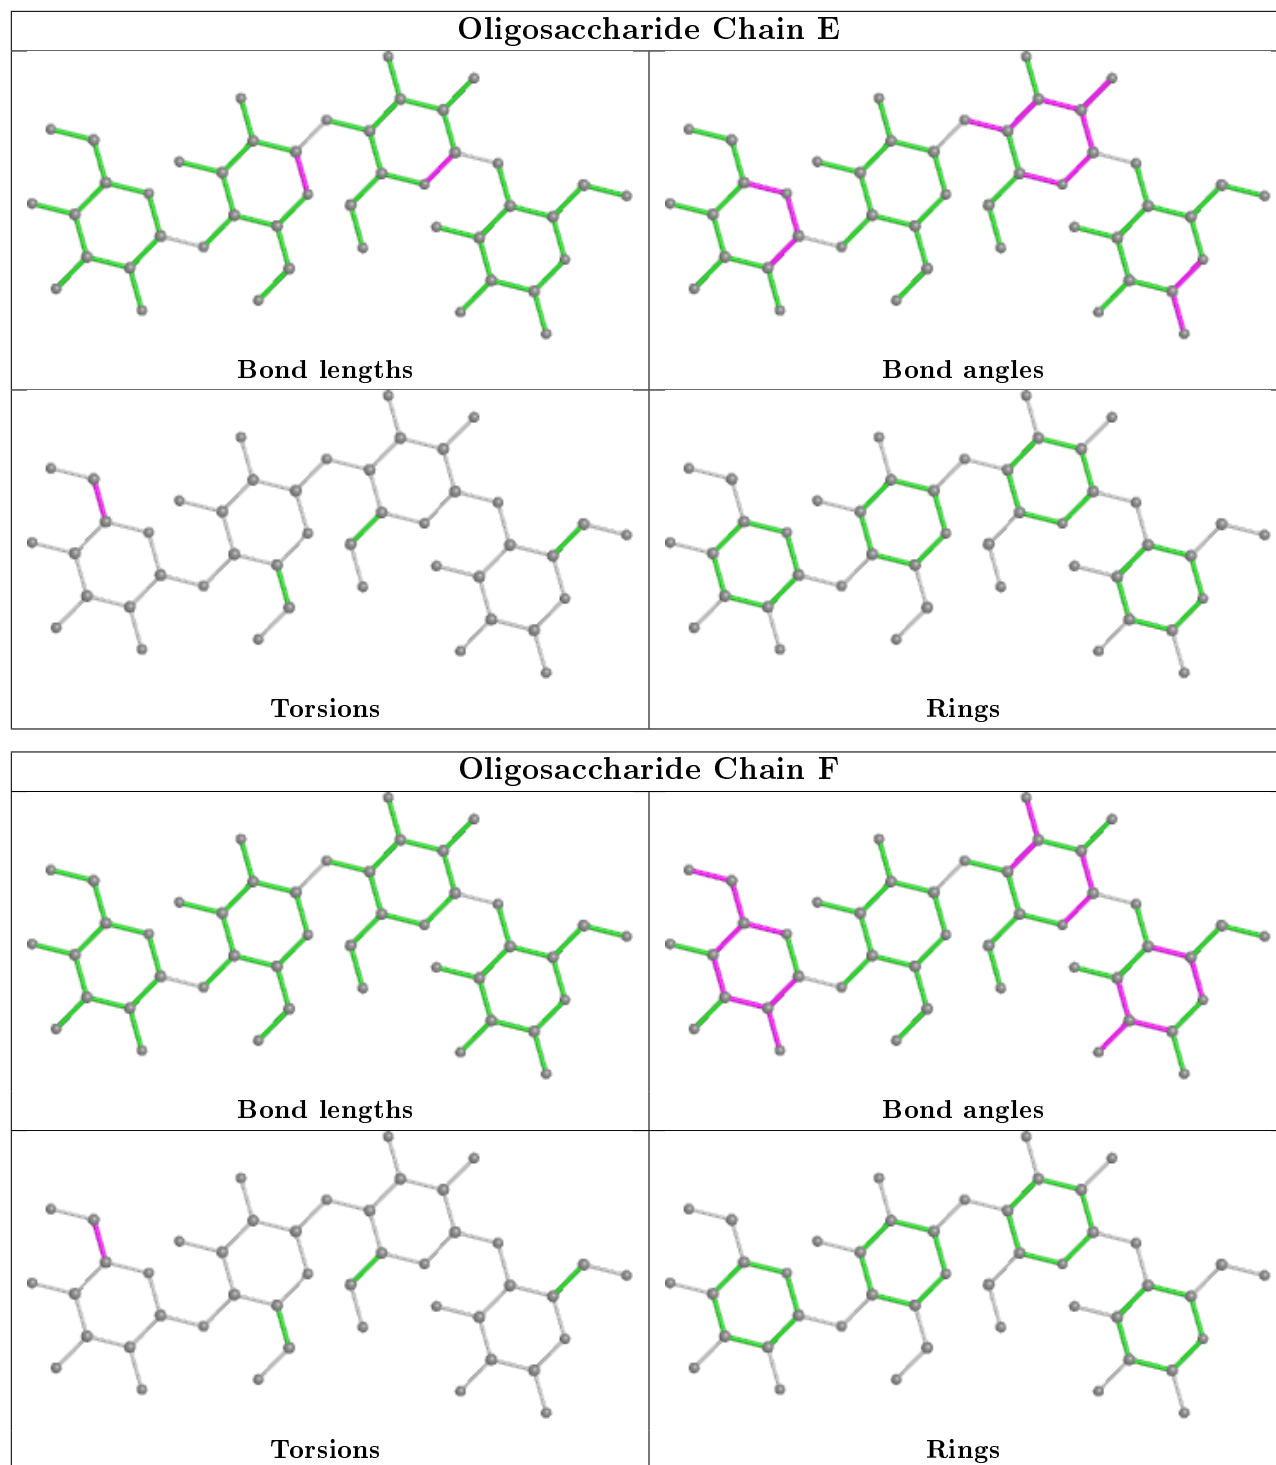 Oligosaccharide Chain E
Bond lengths
Bond angles
Torsions
Rings
Oligosaccharide Chain F
Bond lengths
Bond angles
Torsions
Rings